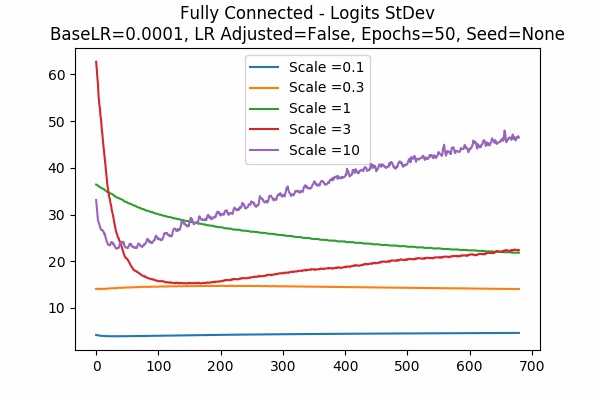 Fully Connected - Logits StDev
BaseLR=0.0001, LR Adjusted=False, Epochs=50, Seed=None
Scale =0.1
Scale =0.3
Scale =1
Scale =3
Scale =10
60
50
40
30
20
10
0 100 200 300 400 500 600 700